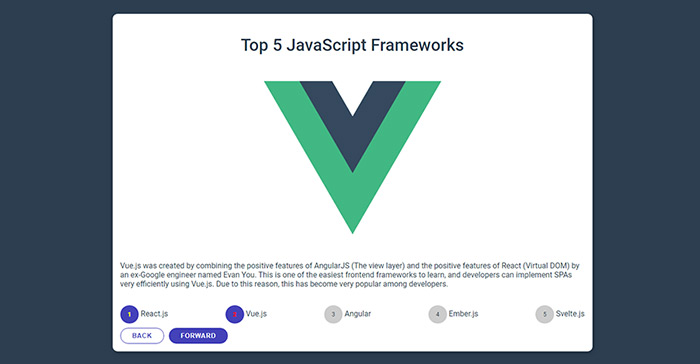 Top 5 JavaScript Frameworks
Vue.js was created by combining the positive features of AngularJS (The view layer) and the positive features of React (Virtual DOM) by
an ex-Google engineer named Evan You. This is one of the easiest frontend frameworks to learn, and developers can implement SPAs
very efficiently using Vue.js. Due to this reason, this has become very popular among developers.
1 React.js 2 Vue.js 3 Angular 4 Ember.js 5 Svelte.js
BACK FORWARD